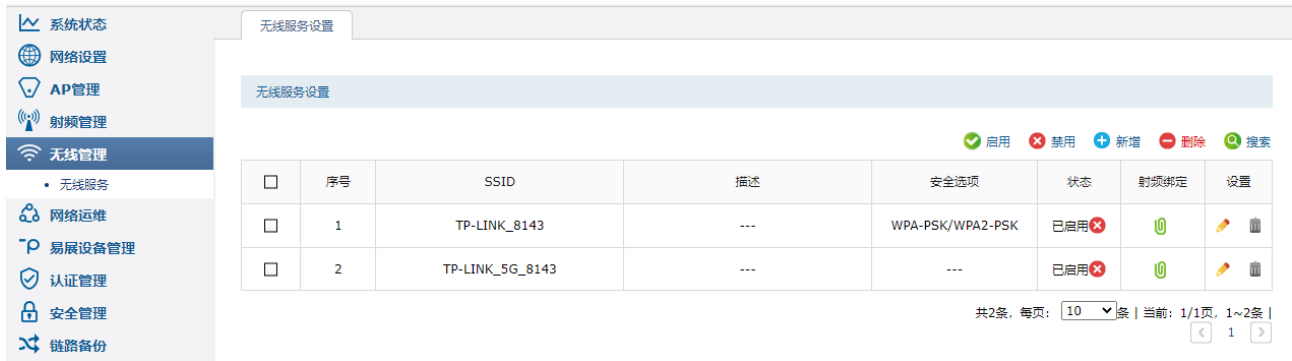 系统状态
网络设置
AP管理
射频管理
无线管理
• 无线服务
网络运维
易展设备管理
认证管理
安全管理
链路备份
无线服务设置
无线服务设置
启用 禁用 新增 删除 搜索
序号 SSID 描述 安全选项 状态 射频绑定 设置
1 TP-LINK_8143 --- WPA-PSK/WPA2-PSK 已启用
2 TP-LINK_5G_8143 --- --- 已启用
共2条, 每页: 10 条 | 当前: 1/1页, 1~2条 |
< 1 >